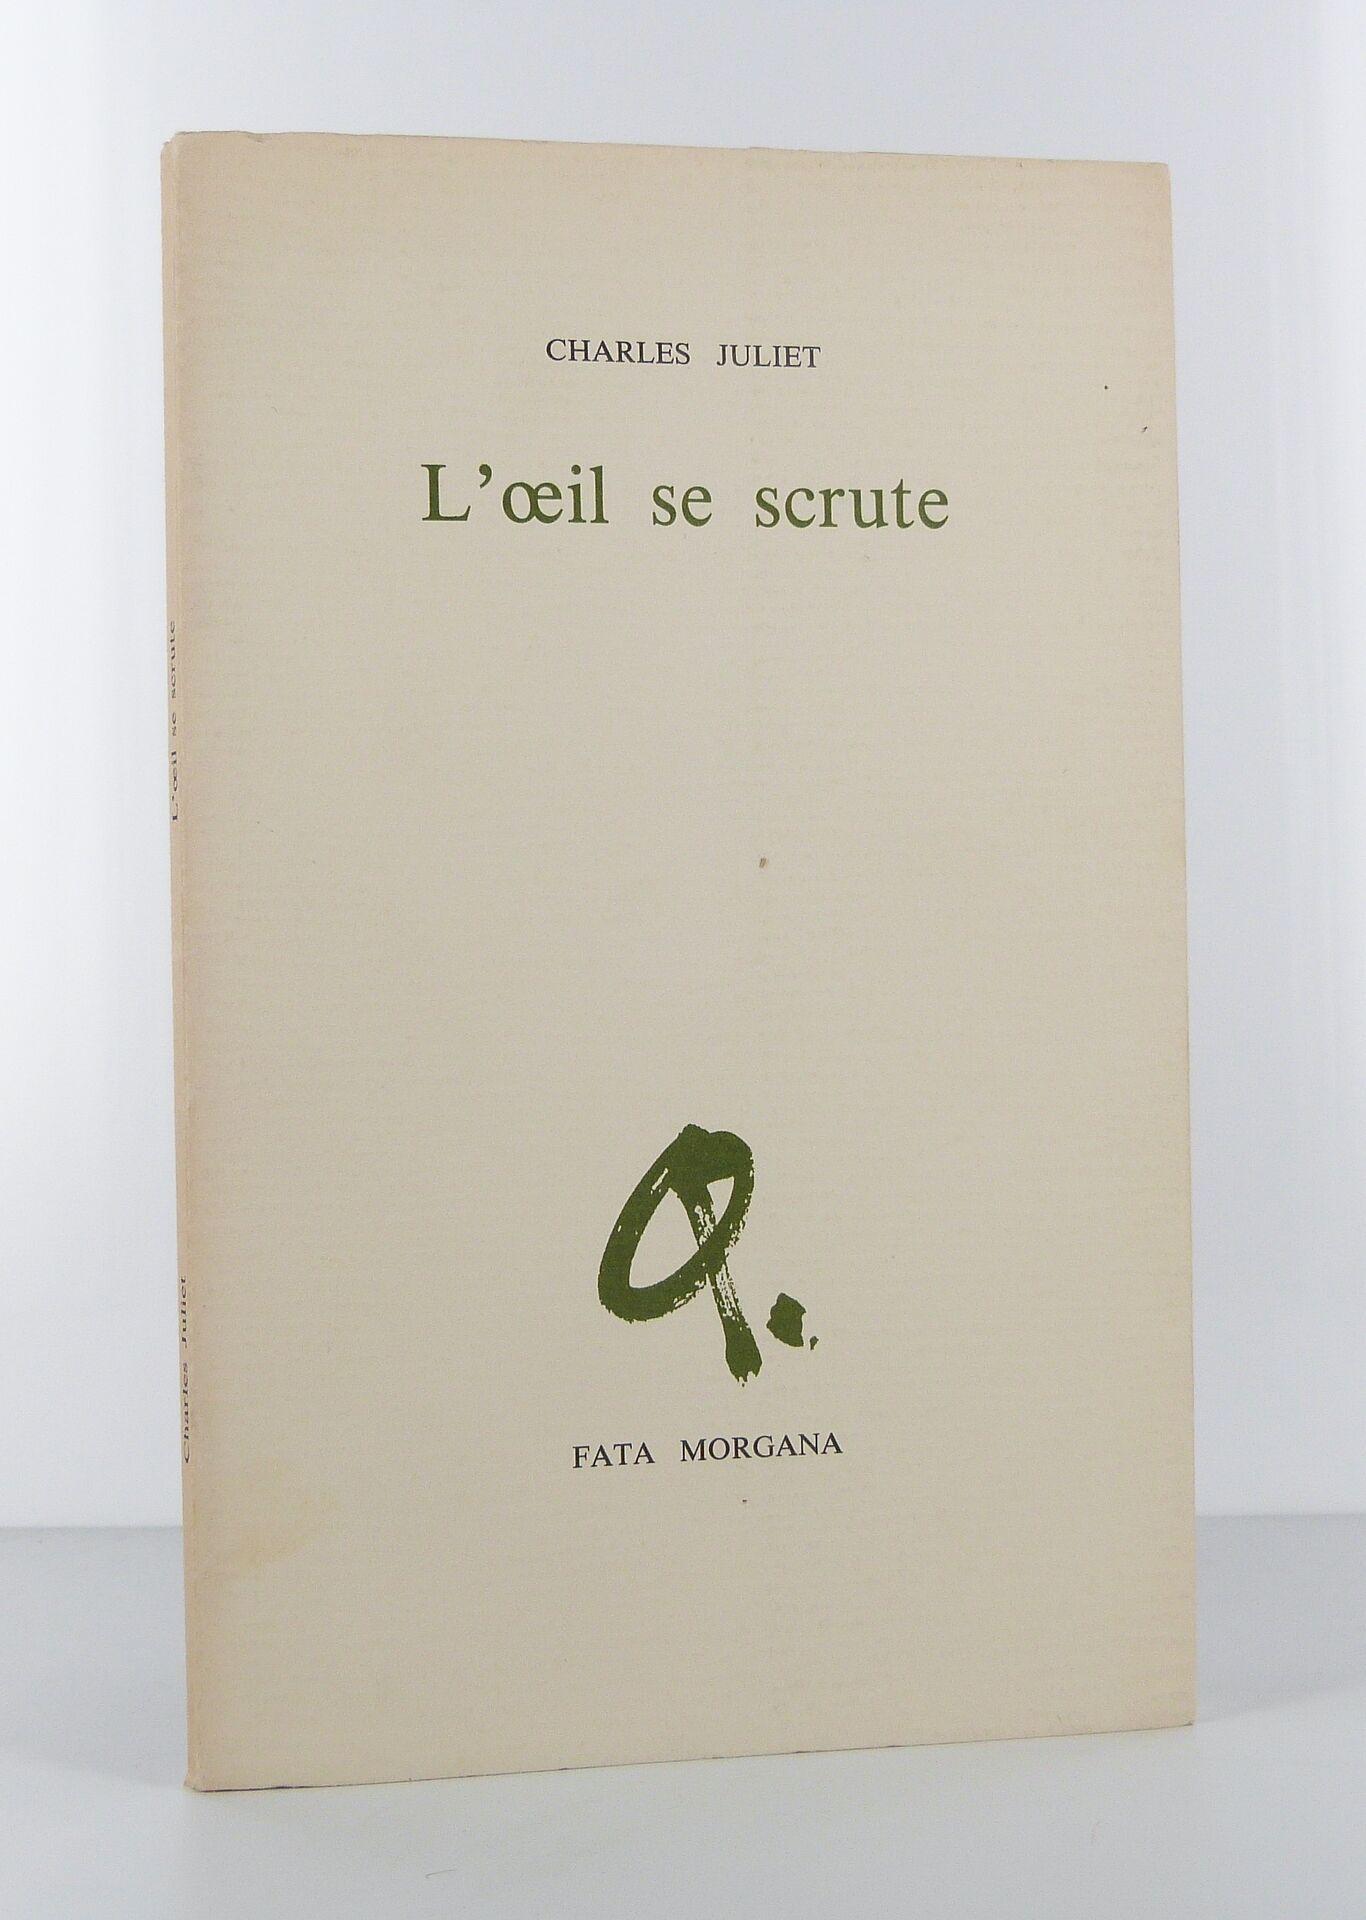 CHARLES JULIET
L'œil se scrute
FATA MORGANA
L'œil se scrute
Charles Juliet